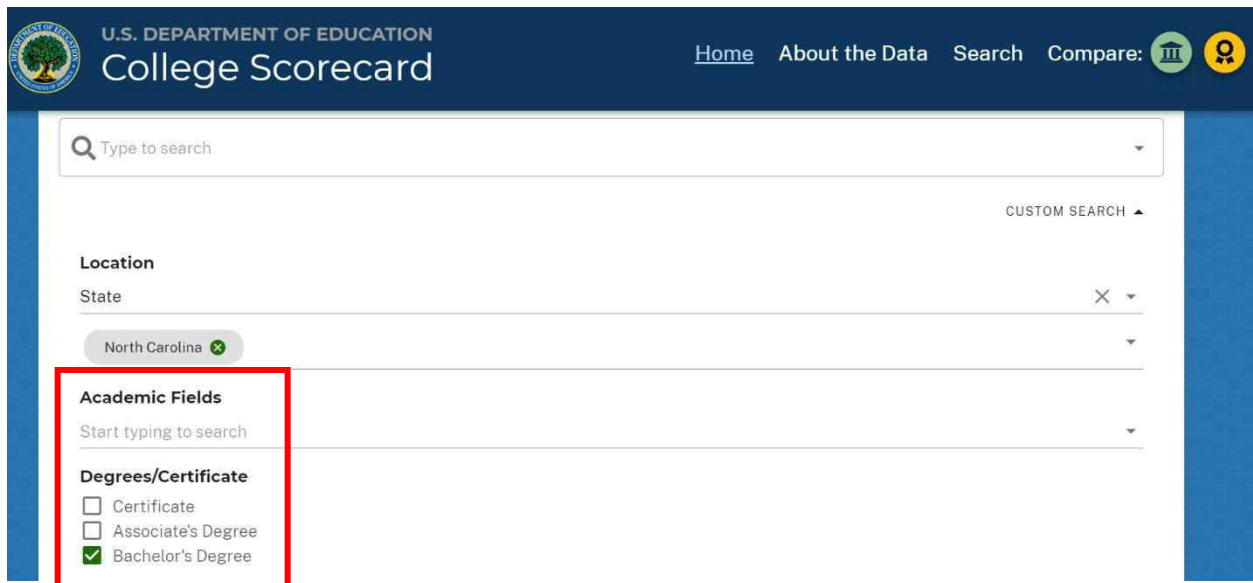 U.S. DEPARTMENT OF EDUCATION
College Scorecard
Home About the Data Search Compare:
Type to search
CUSTOM SEARCH
Location
State
North Carolina
Academic Fields
Start typing to search
Degrees/Certificate
Certificate
Associate's Degree
Bachelor's Degree